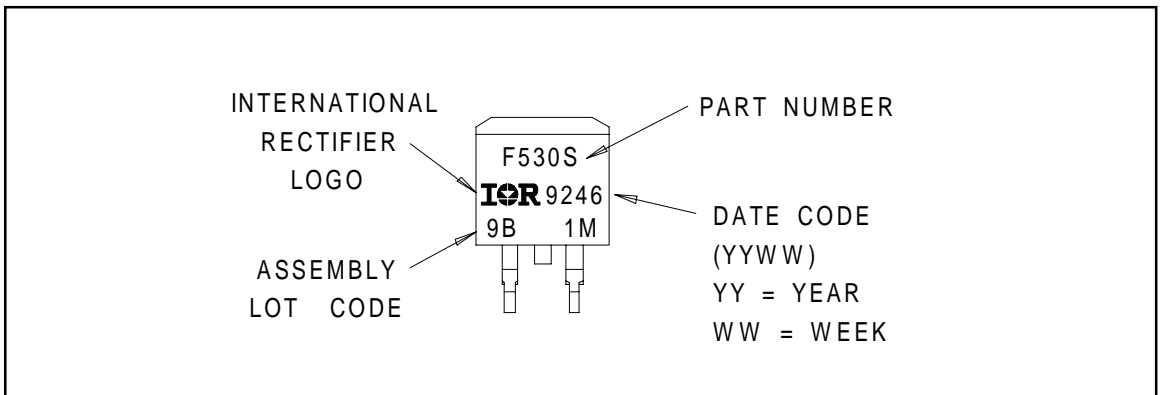 INTERNATIONAL
RECTIFIER
LOGO
PART NUMBER
F530S
IOR 9246
9B 1M
ASSEMBLY
LOT CODE
DATE CODE
(YYWW)
YY = YEAR
WW = WEEK